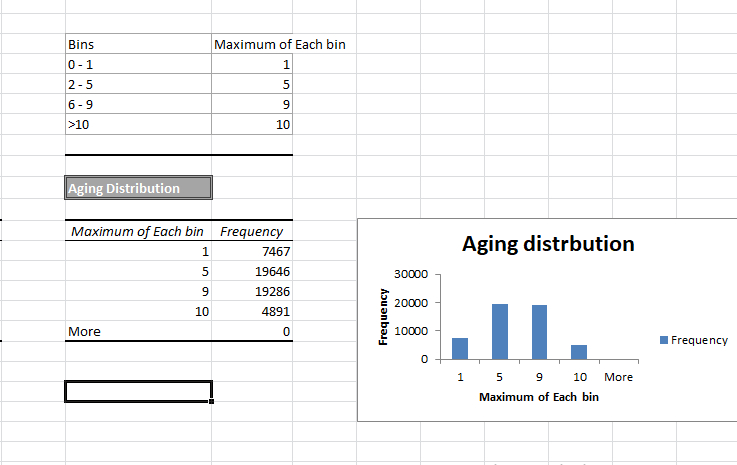 Bins Maximum of Each bin
0 - 1 1
2 - 5 5
6 - 9 9
>10 10
Aging Distribution
Maximum of Each bin Frequency
1 7467
5 19646
9 19286
10 4891
More 0
Aging distrbution
Frequency
30000
20000
10000
0
1 5 9 10 More
Maximum of Each bin
Frequency